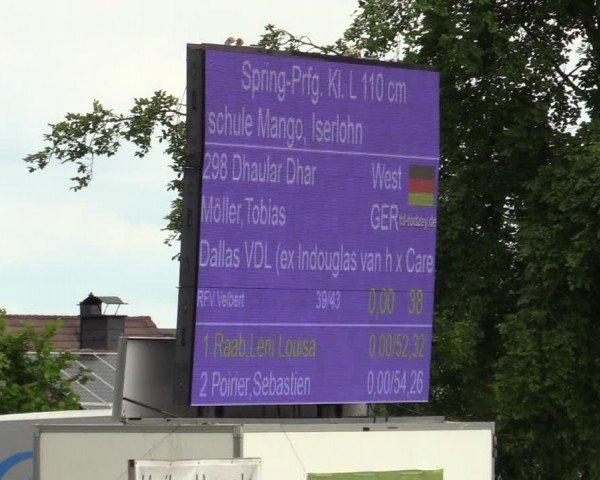 Spring-Prfg. Kl. L 110 cm
schule Mango, Iserlohn
298 Dhaular Dhar West
Möller,Tobias GER
Dallas VDL (ex Indouglas van h x Care
RFV Velbert 39/43 0,00 38
1 Raab,Leni Louisa 0,00/52,32
2 Poirier,Sebastien 0,00/54,26